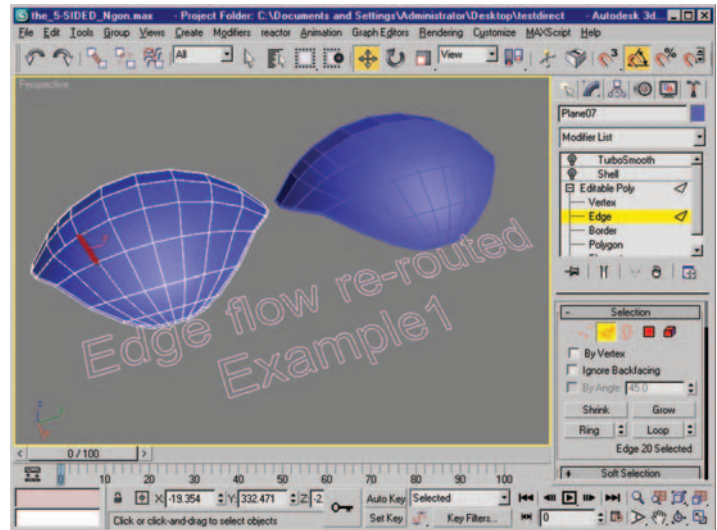 the_5-SIDED_Ngon.max - Project Folder: C:\Documents and Settings\Administrator\Desktop\testdirect - Autodesk 3d...
File Edit Tools Group Views Create Modifiers reactor Animation Graph Editors Rendering Customize MAXScript Help
All View
Perspective
Plane07
Modifier List
TurboSmooth
Shell
Editable Poly
Vertex
Edge
Border
Polygon
Edge flow re-routed
Example1
Selection
By Vertex
Ignore Backfacing
By Angle: 45.0
Shrink Grow
Ring Loop
Edge 20 Selected
Soft Selection
0 / 100
0 10 20 30 40 50 60 70 80 90 100
X: -19.354 Y: 332.471 Z: -2
Auto Key Selected
Click or click-and-drag to select objects
Set Key Key Filters... 0